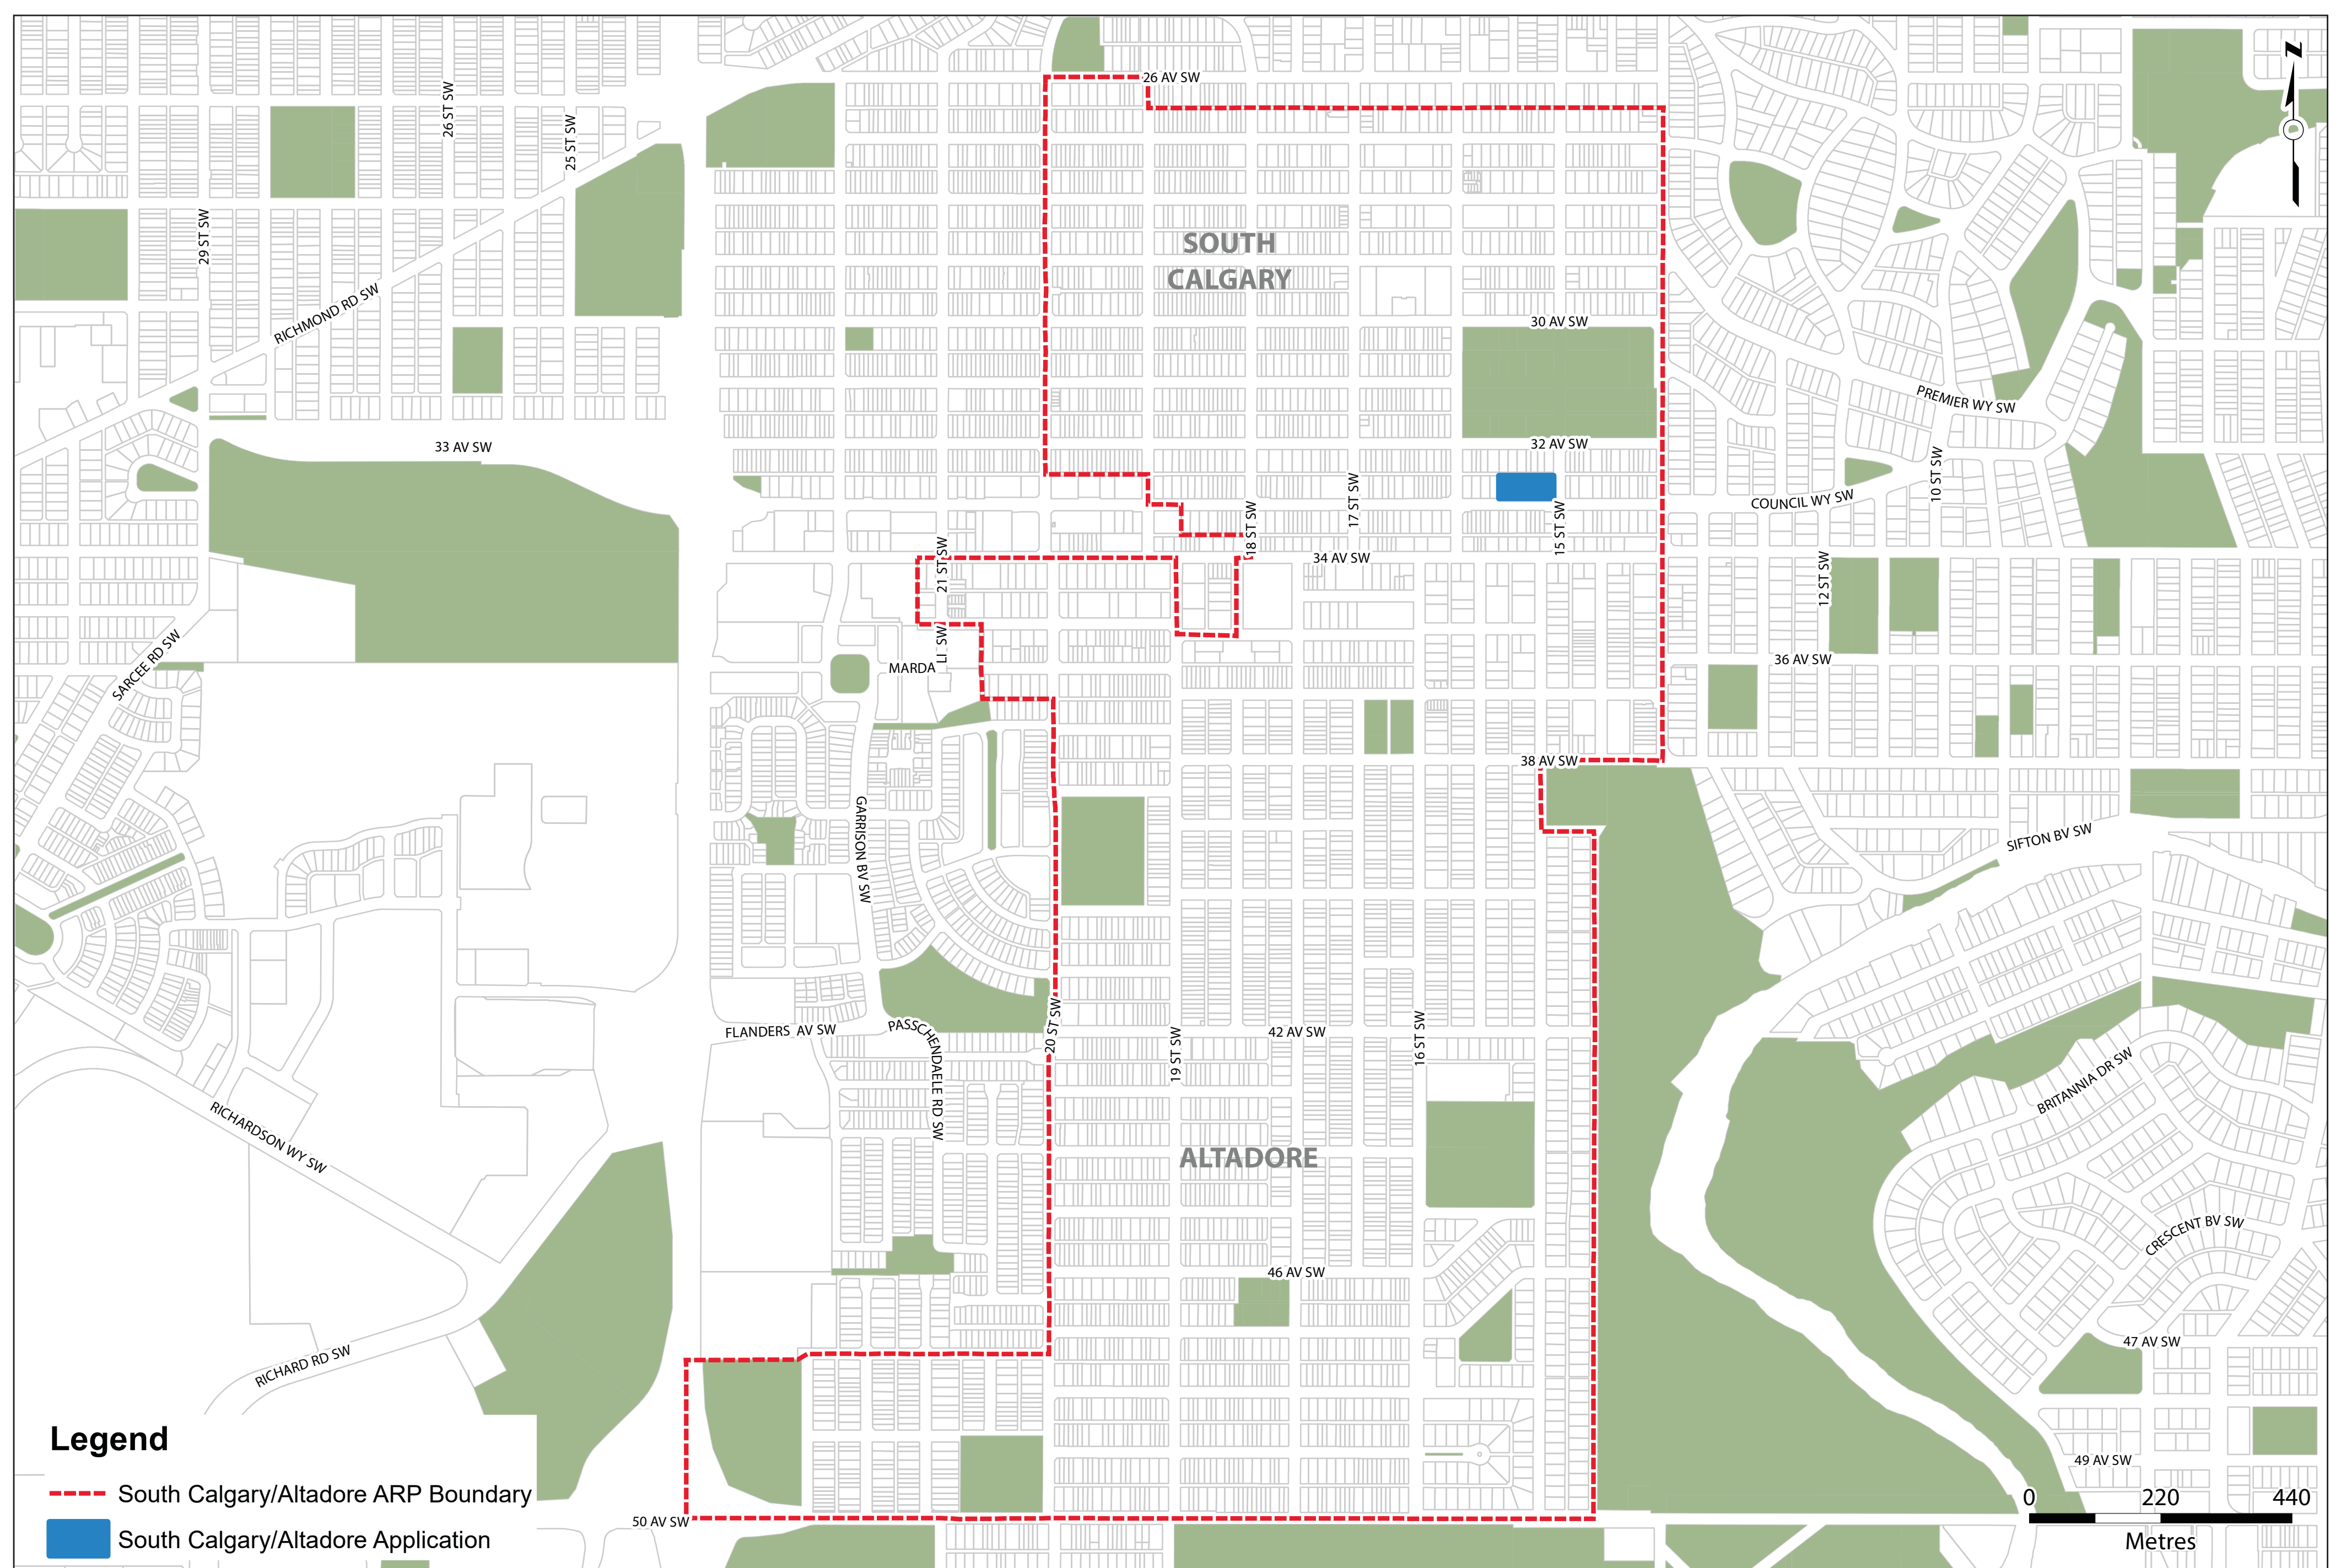 26 AV SW
N
26 ST SW
25 ST SW
29 ST SW
SOUTH
CALGARY
RICHMOND RD SW
30 AV SW
PREMIER WY SW
33 AV SW
32 AV SW
10 ST SW
COUNCIL WY SW
17 ST SW
18 ST SW
15 ST SW
21 ST SW
34 AV SW
12 ST SW
SARCEE RD SW
MARDA
LI SW
36 AV SW
38 AV SW
GARRISON BV SW
SIFTON BV SW
FLANDERS AV SW
PASSCHENDAELE RD SW
20 ST SW
19 ST SW
42 AV SW
16 ST SW
BRITANNIA DR SW
RICHARDSON WY SW
ALTADORE
CRESCENT BV SW
46 AV SW
47 AV SW
RICHARD RD SW
49 AV SW
50 AV SW
Legend
South Calgary/Altadore ARP Boundary
South Calgary/Altadore Application
0 220 440
Metres